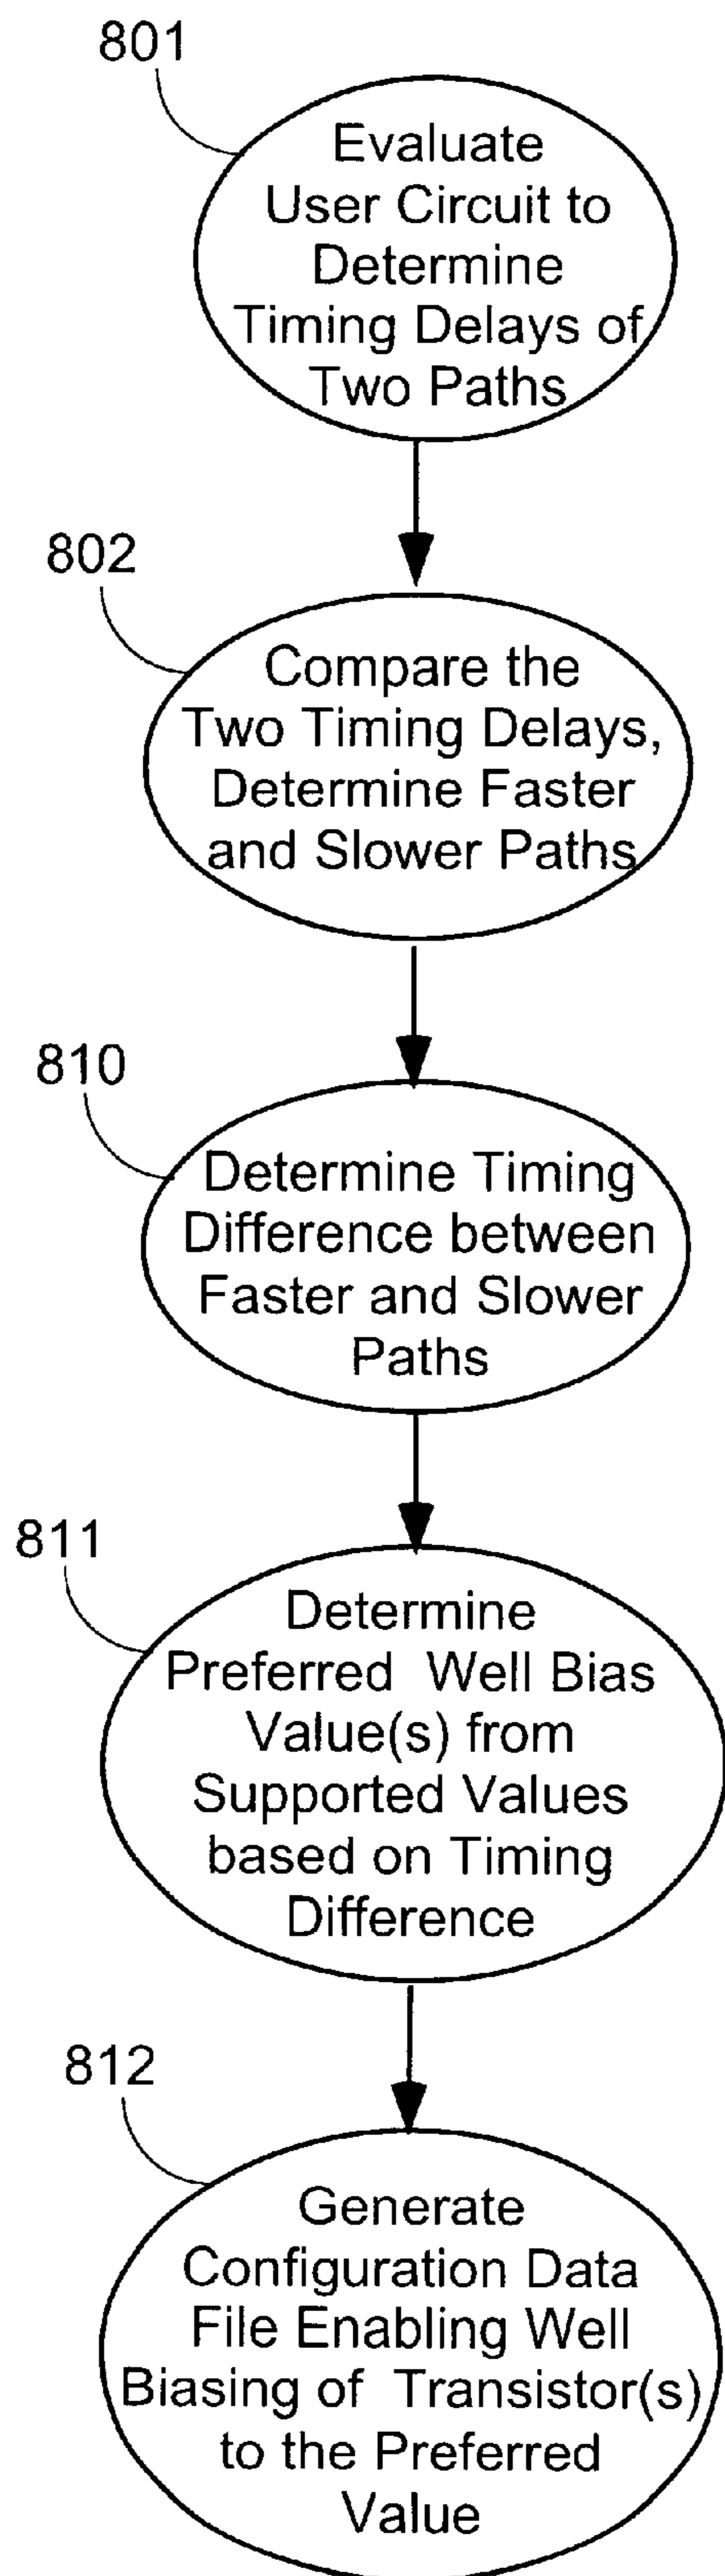 801
Evaluate
User Circuit to
Determine
Timing Delays of
Two Paths
802
Compare the
Two Timing Delays,
Determine Faster
and Slower Paths
810
Determine Timing
Difference between
Faster and Slower
Paths
811
Determine
Preferred Well Bias
Value(s) from
Supported Values
based on Timing
Difference
812
Generate
Configuration Data
File Enabling Well
Biasing of Transistor(s)
to the Preferred
Value